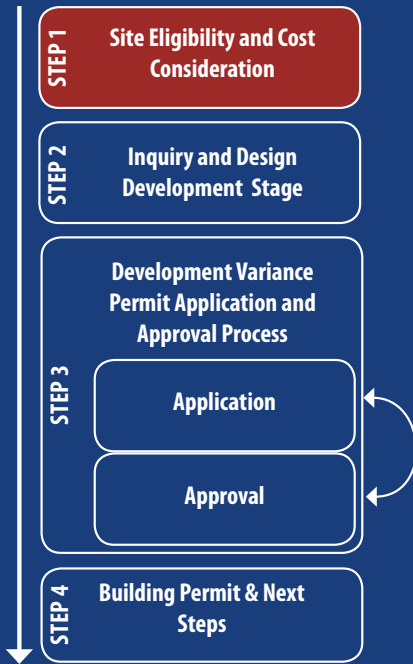 STEP 1
Site Eligibility and Cost
Consideration
STEP 2
Inquiry and Design
Development Stage
STEP 3
Development Variance
Permit Application and
Approval Process
Application
Approval
STEP 4
Building Permit & Next
Steps